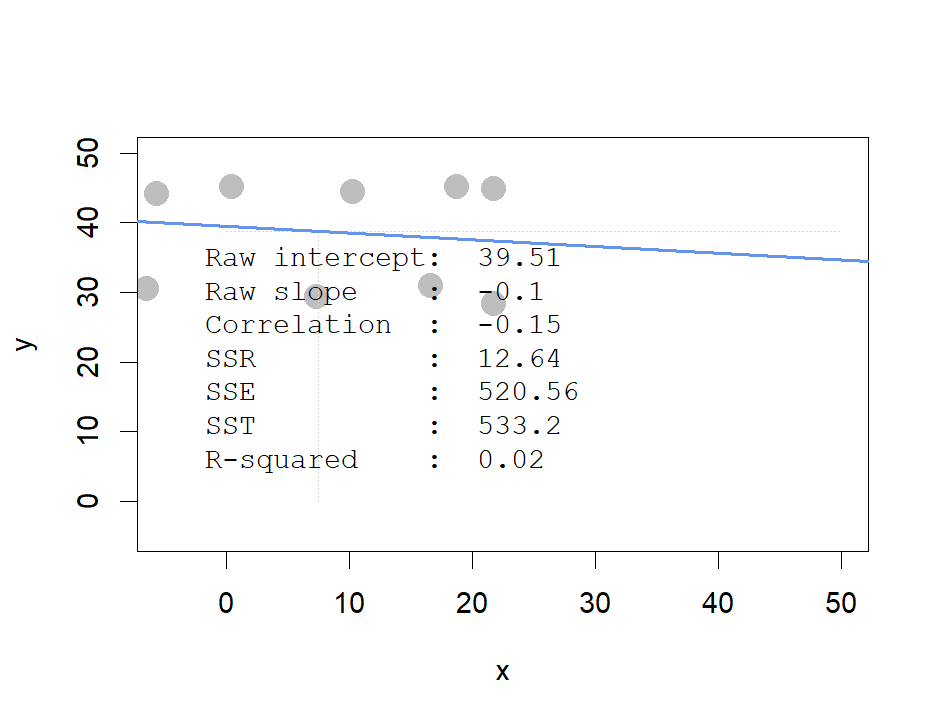 50
40
30
20
10
0
y
Raw intercept:  39.51
Raw slope    :  -0.1
Correlation  :  -0.15
SSR          :  12.64
SSE          :  520.56
SST          :  533.2
R-squared    :  0.02
0 10 20 30 40 50
x